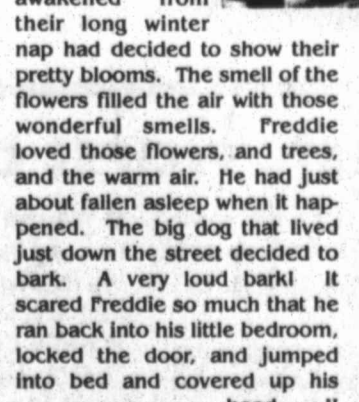 awakened from
their long winter
nap had decided to show their
pretty blooms. The smell of the
flowers filled the air with those
wonderful smells. Freddie
loved those flowers, and trees,
and the warm air. He had just
about fallen asleep when it hap-
pened. The big dog that lived
just down the street decided to
bark. A very loud bark! It
scared Freddie so much that he
ran back into his little bedroom,
locked the door, and jumped
into bed and covered up his